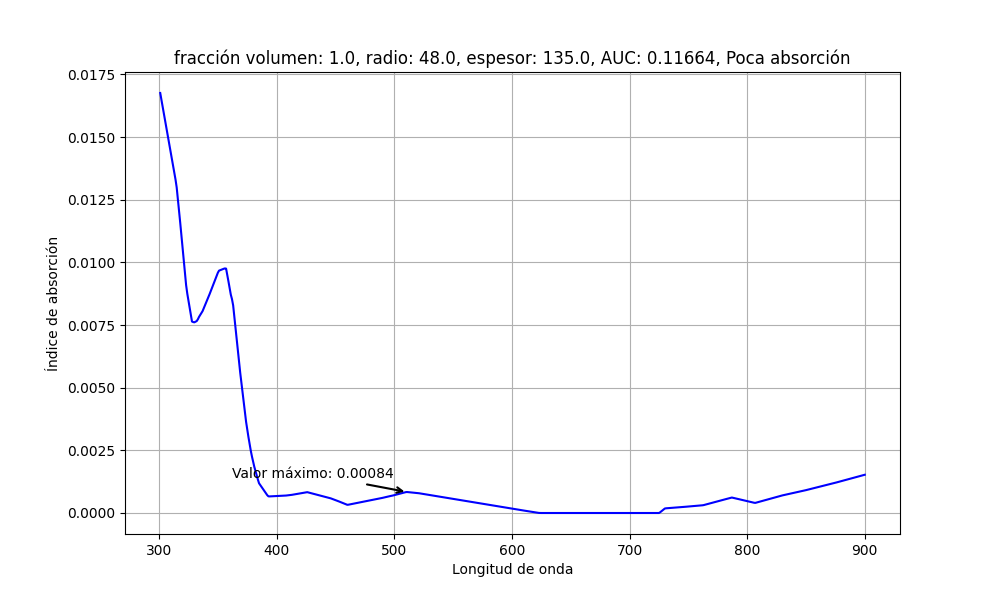 fracción volumen: 1.0, radio: 48.0, espesor: 135.0, AUC: 0.11664, Poca absorción
0.0175
0.0150
0.0125
0.0100
0.0075
0.0050
0.0025
0.0000
Índice de absorción
Valor máximo: 0.00084
300 400 500 600 700 800 900
Longitud de onda